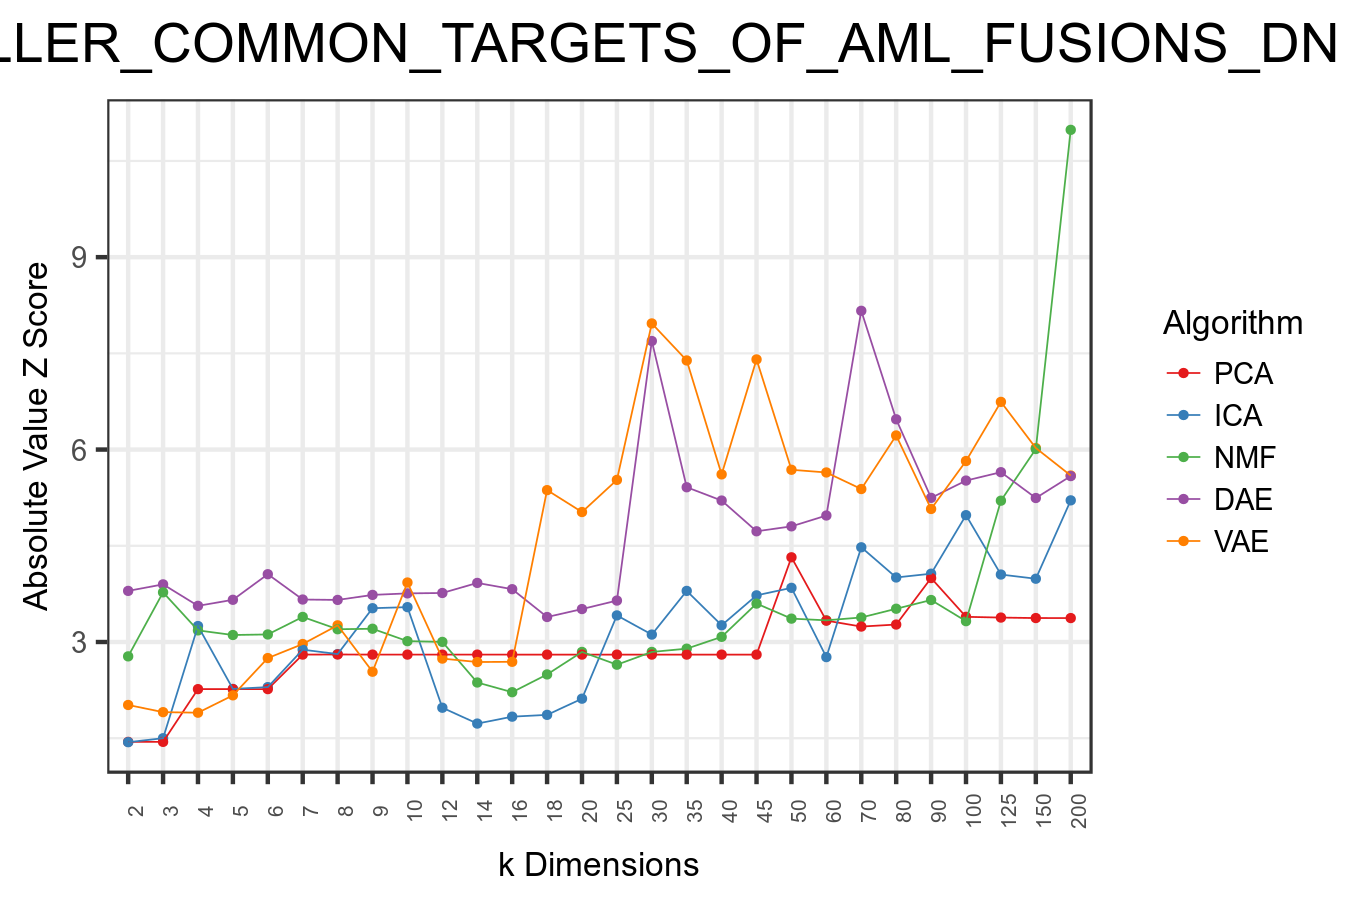 LLER_COMMON_TARGETS_OF_AML_FUSIONS_DN
Absolute Value Z Score
9
6
3
2 3 4 5 6 7 8 9 10 12 14 16 18 20 25 30 35 40 45 50 60 70 80 90 100 125 150 200
k Dimensions
Algorithm
PCA
ICA
NMF
DAE
VAE